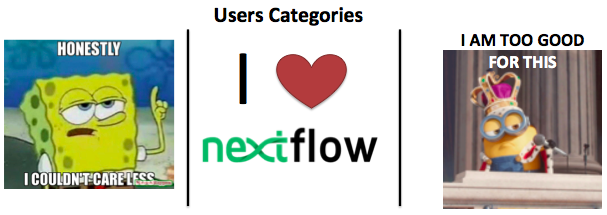 Users Categories
HONESTLY
I COULDN'T CARE LESS
I
nextflow
I AM TOO GOOD
FOR THIS